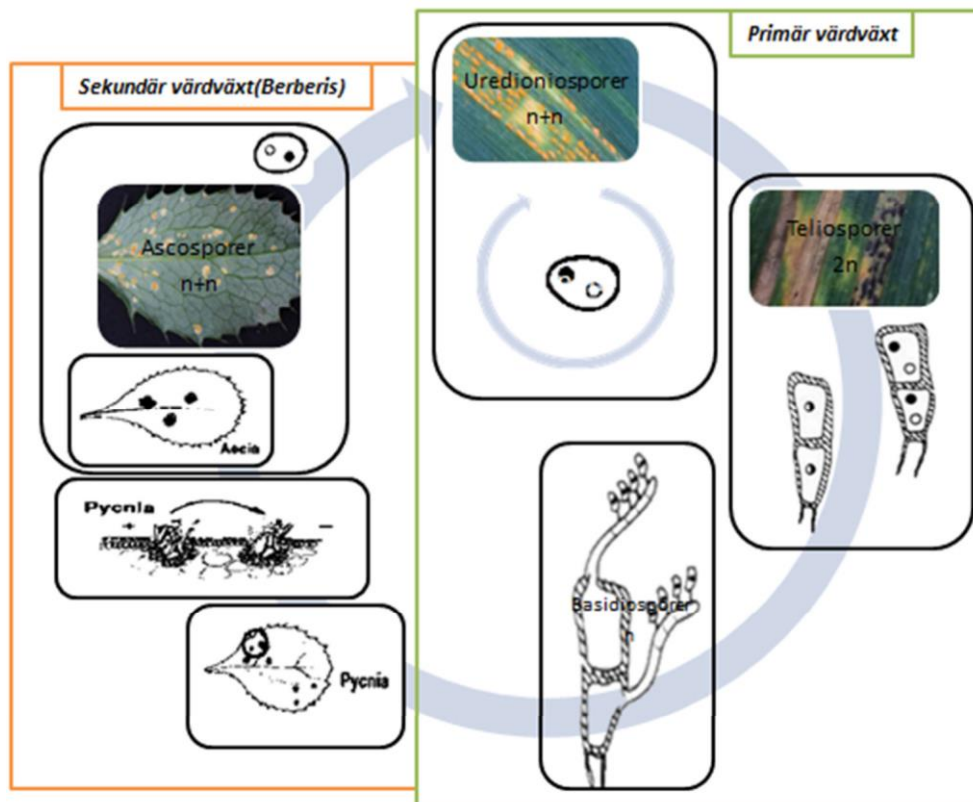 Primär värdväxt
Sekundär värdväxt(Berberis)
Uredioniosporer
n+n
Teliosporer
2n
Ascosporer
n+n
Aecia
Pycnia
+
−
Pycnia
Basidiosporer
n